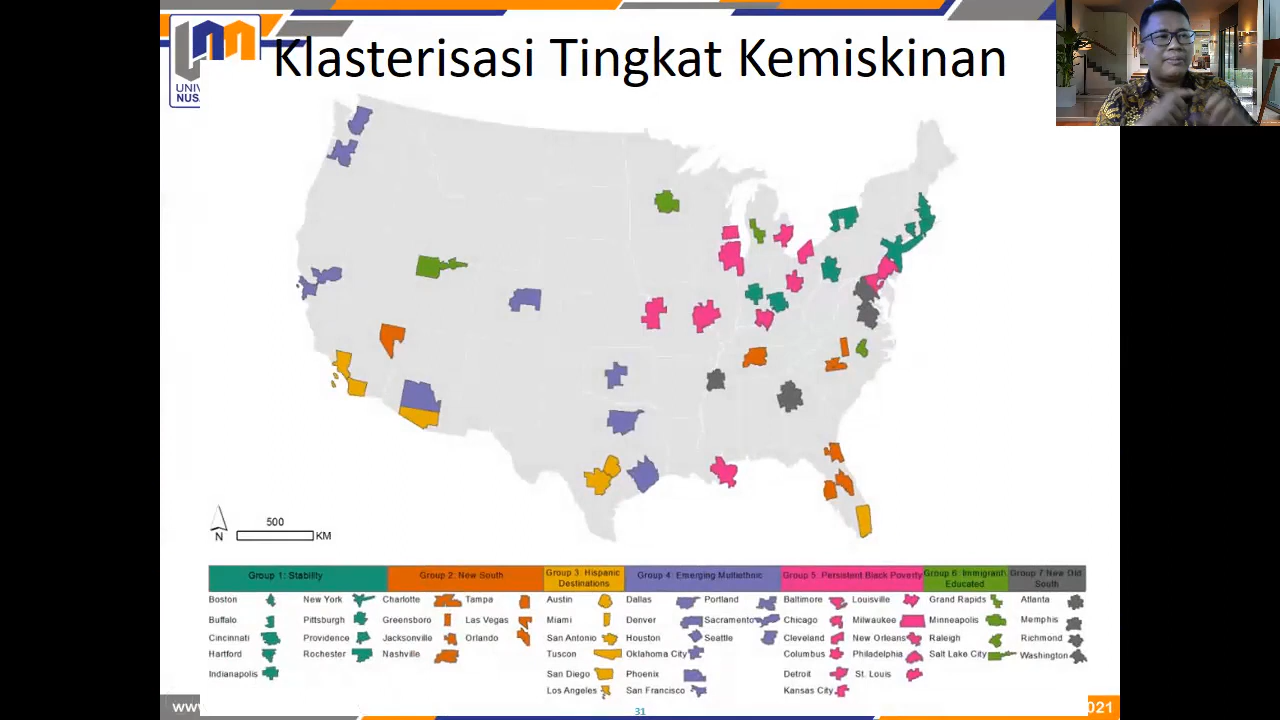 Klasterisasi Tingkat Kemiskinan
UNIV
NUS
500
N
KM
Group 1: Stability
Group 2: New South
Group 3: Hispanic Destinations
Group 4: Emerging Multiethnic
Group 5: Persistent Black Poverty
Group 6: Immigrant Educated
Group 7: New Old South
Boston New York Charlotte Tampa Austin Dallas Portland Baltimore Louisville Grand Rapids Atlanta
Buffalo Pittsburgh Greensboro Las Vegas Miami Denver Sacramento Chicago Milwaukee Minneapolis Memphis
Cincinnati Providence Jacksonville Orlando San Antonio Houston Seattle Cleveland New Orleans Raleigh Richmond
Hartford Rochester Nashville Tuscon Oklahoma City Columbus Philadelphia Salt Lake City Washington
Indianapolis San Diego Phoenix Detroit St. Louis
Los Angeles San Francisco Kansas City
www
31
021